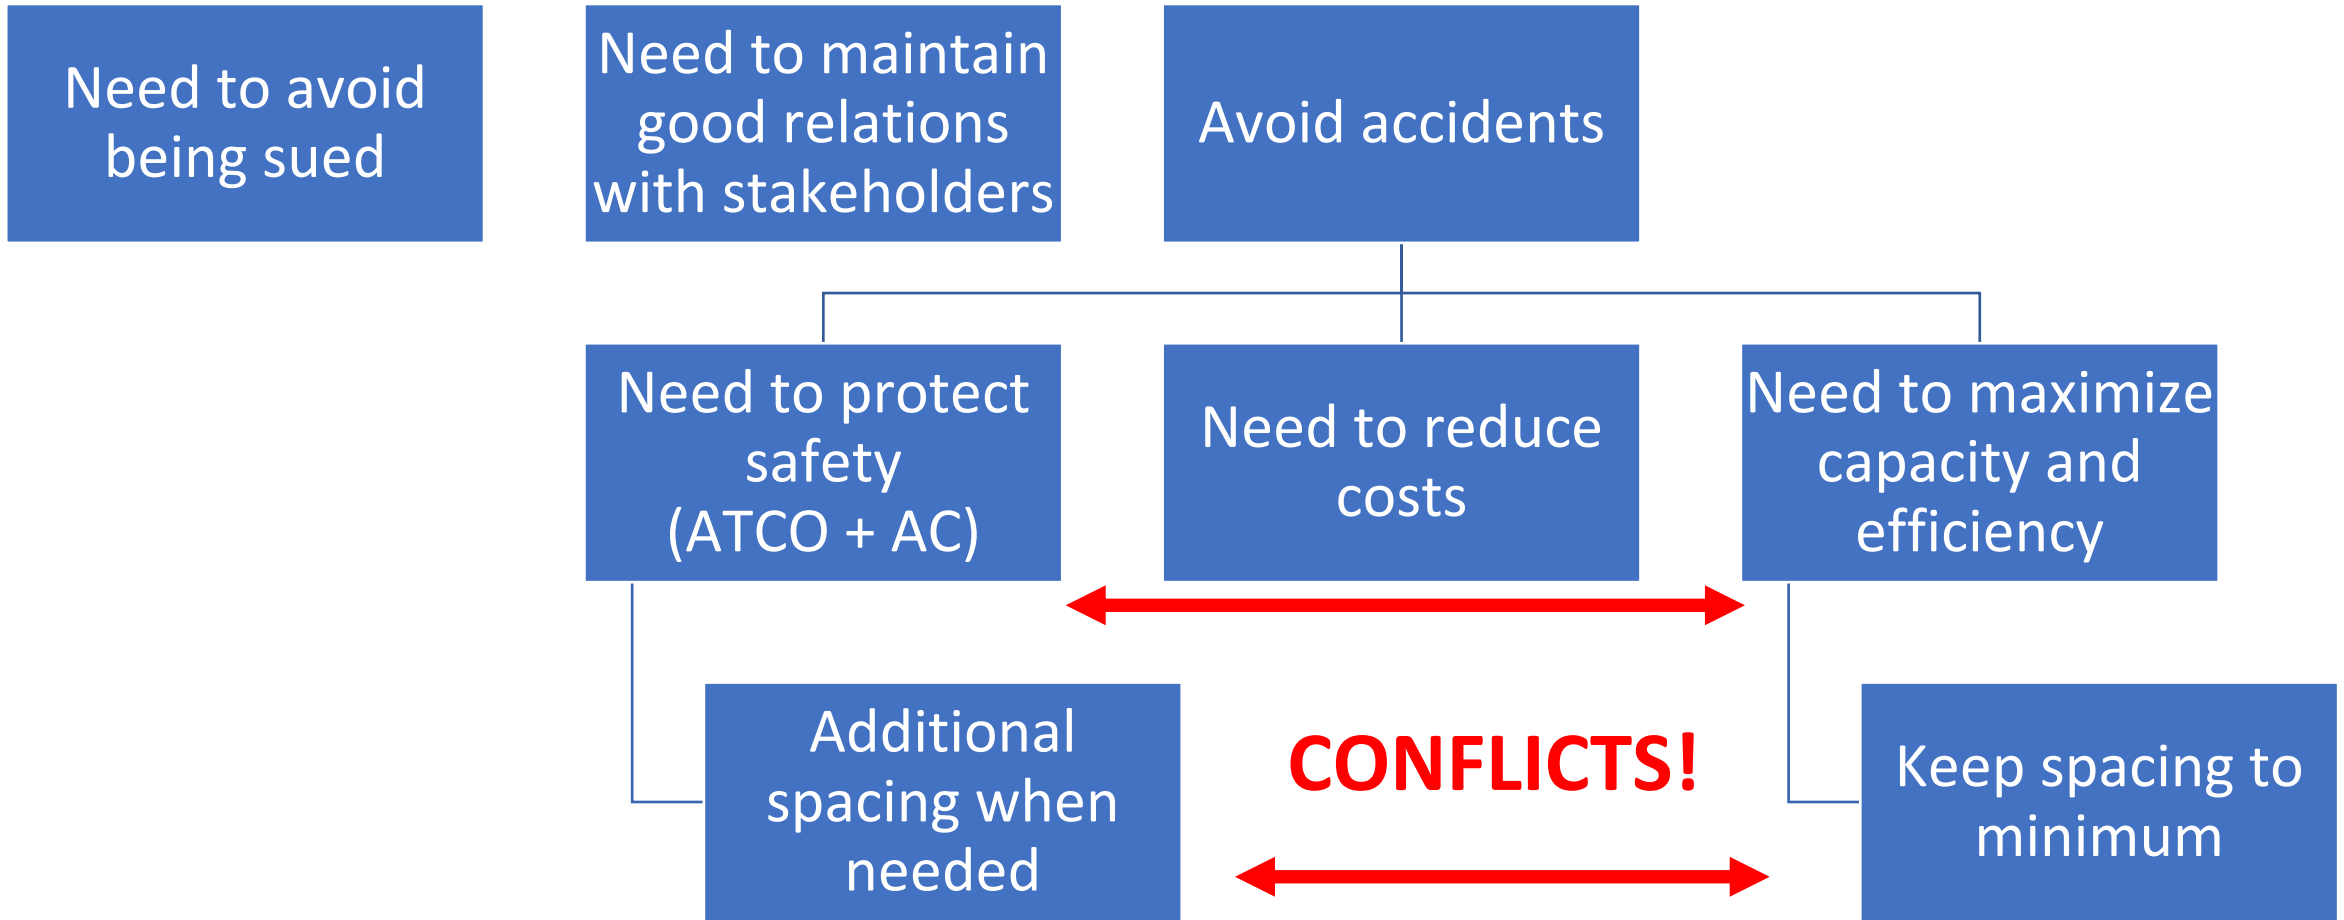 Need to avoid
being sued
Need to maintain
good relations
with stakeholders
Avoid accidents
Need to protect
safety
(ATCO + AC)
Need to reduce
costs
Need to maximize
capacity and
efficiency
Additional
spacing when
needed
CONFLICTS!
Keep spacing to
minimum